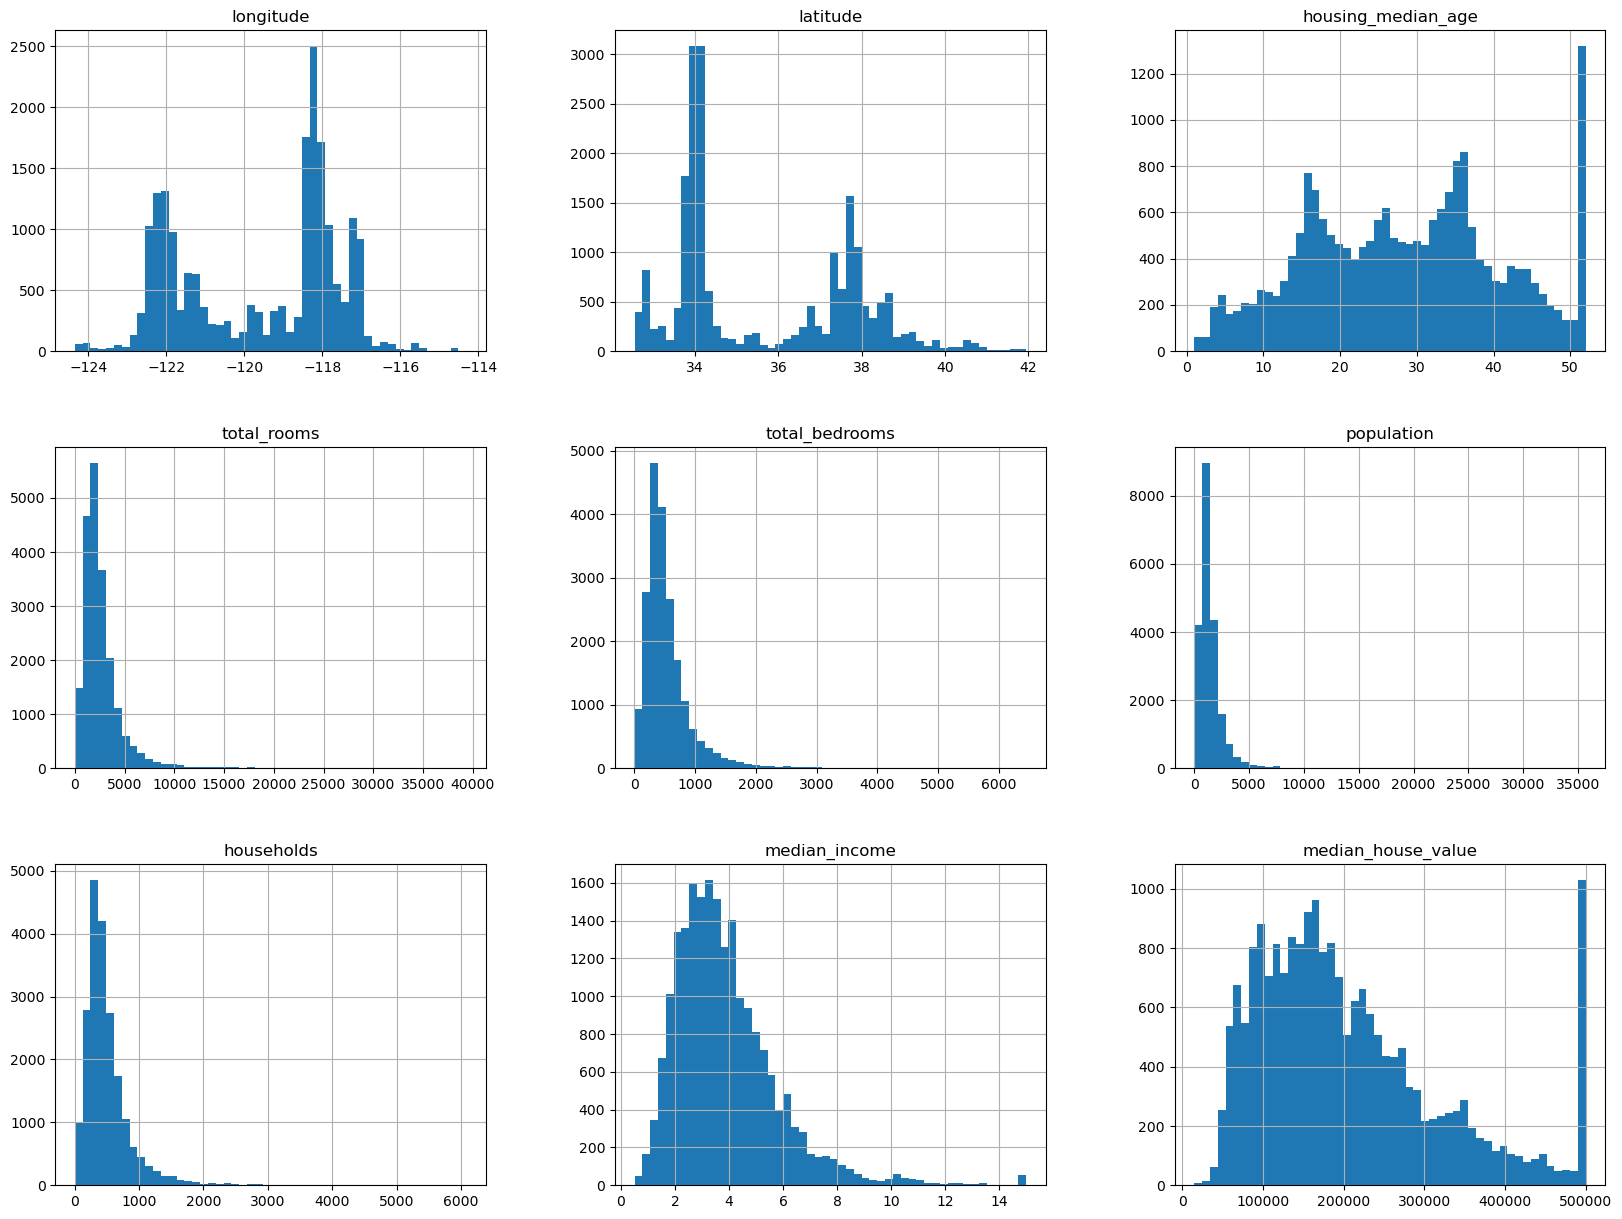 longitude latitude housing_median_age
2500 3000 1200
2000 2500 1000
1500 2000 800
1000 1500 600
500 1000 400
0 500 200
0 0
−124 −122 −120 −118 −116 −114 34 36 38 40 42 0 10 20 30 40 50
total_rooms total_bedrooms population
5000 5000 8000
4000 4000 6000
3000 3000 4000
2000 2000 2000
1000 1000 0
0 0
0 5000 10000 15000 20000 25000 30000 35000 40000 0 1000 2000 3000 4000 5000 6000 0 5000 10000 15000 20000 25000 30000 35000
households median_income median_house_value
5000 1600 1000
4000 1400 800
3000 1200 600
2000 1000 400
1000 800 200
0 600 0
400
200
0
0 1000 2000 3000 4000 5000 6000 0 2 4 6 8 10 12 14 0 100000 200000 300000 400000 500000